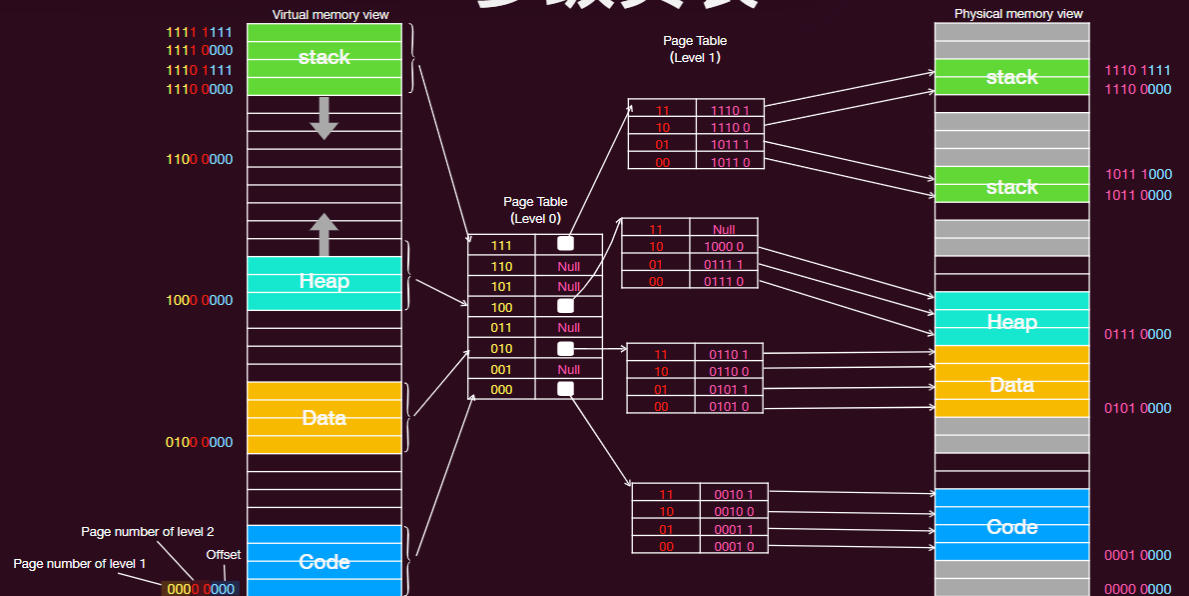 Virtual memory view
1111 1111
1111 0000
1110 1111
1110 0000
1100 0000
1000 0000
0100 0000
0000 0000
stack
Heap
Data
Code
Page number of level 2
Page number of level 1
Offset
Page Table
(Level 0)
111
110 Null
101 Null
100
011 Null
010
001 Null
000
Page Table
(Level 1)
11 1110 1
10 1110 0
01 1011 1
00 1011 0
11 Null
10 1000 0
01 0111 1
00 0111 0
11 0110 1
10 0110 0
01 0101 1
00 0101 0
11 0010 1
10 0010 0
01 0001 1
00 0001 0
Physical memory view
stack
stack
Heap
Data
Code
1110 1111
1110 0000
1011 1000
1011 0000
0111 0000
0101 0000
0001 0000
0000 0000